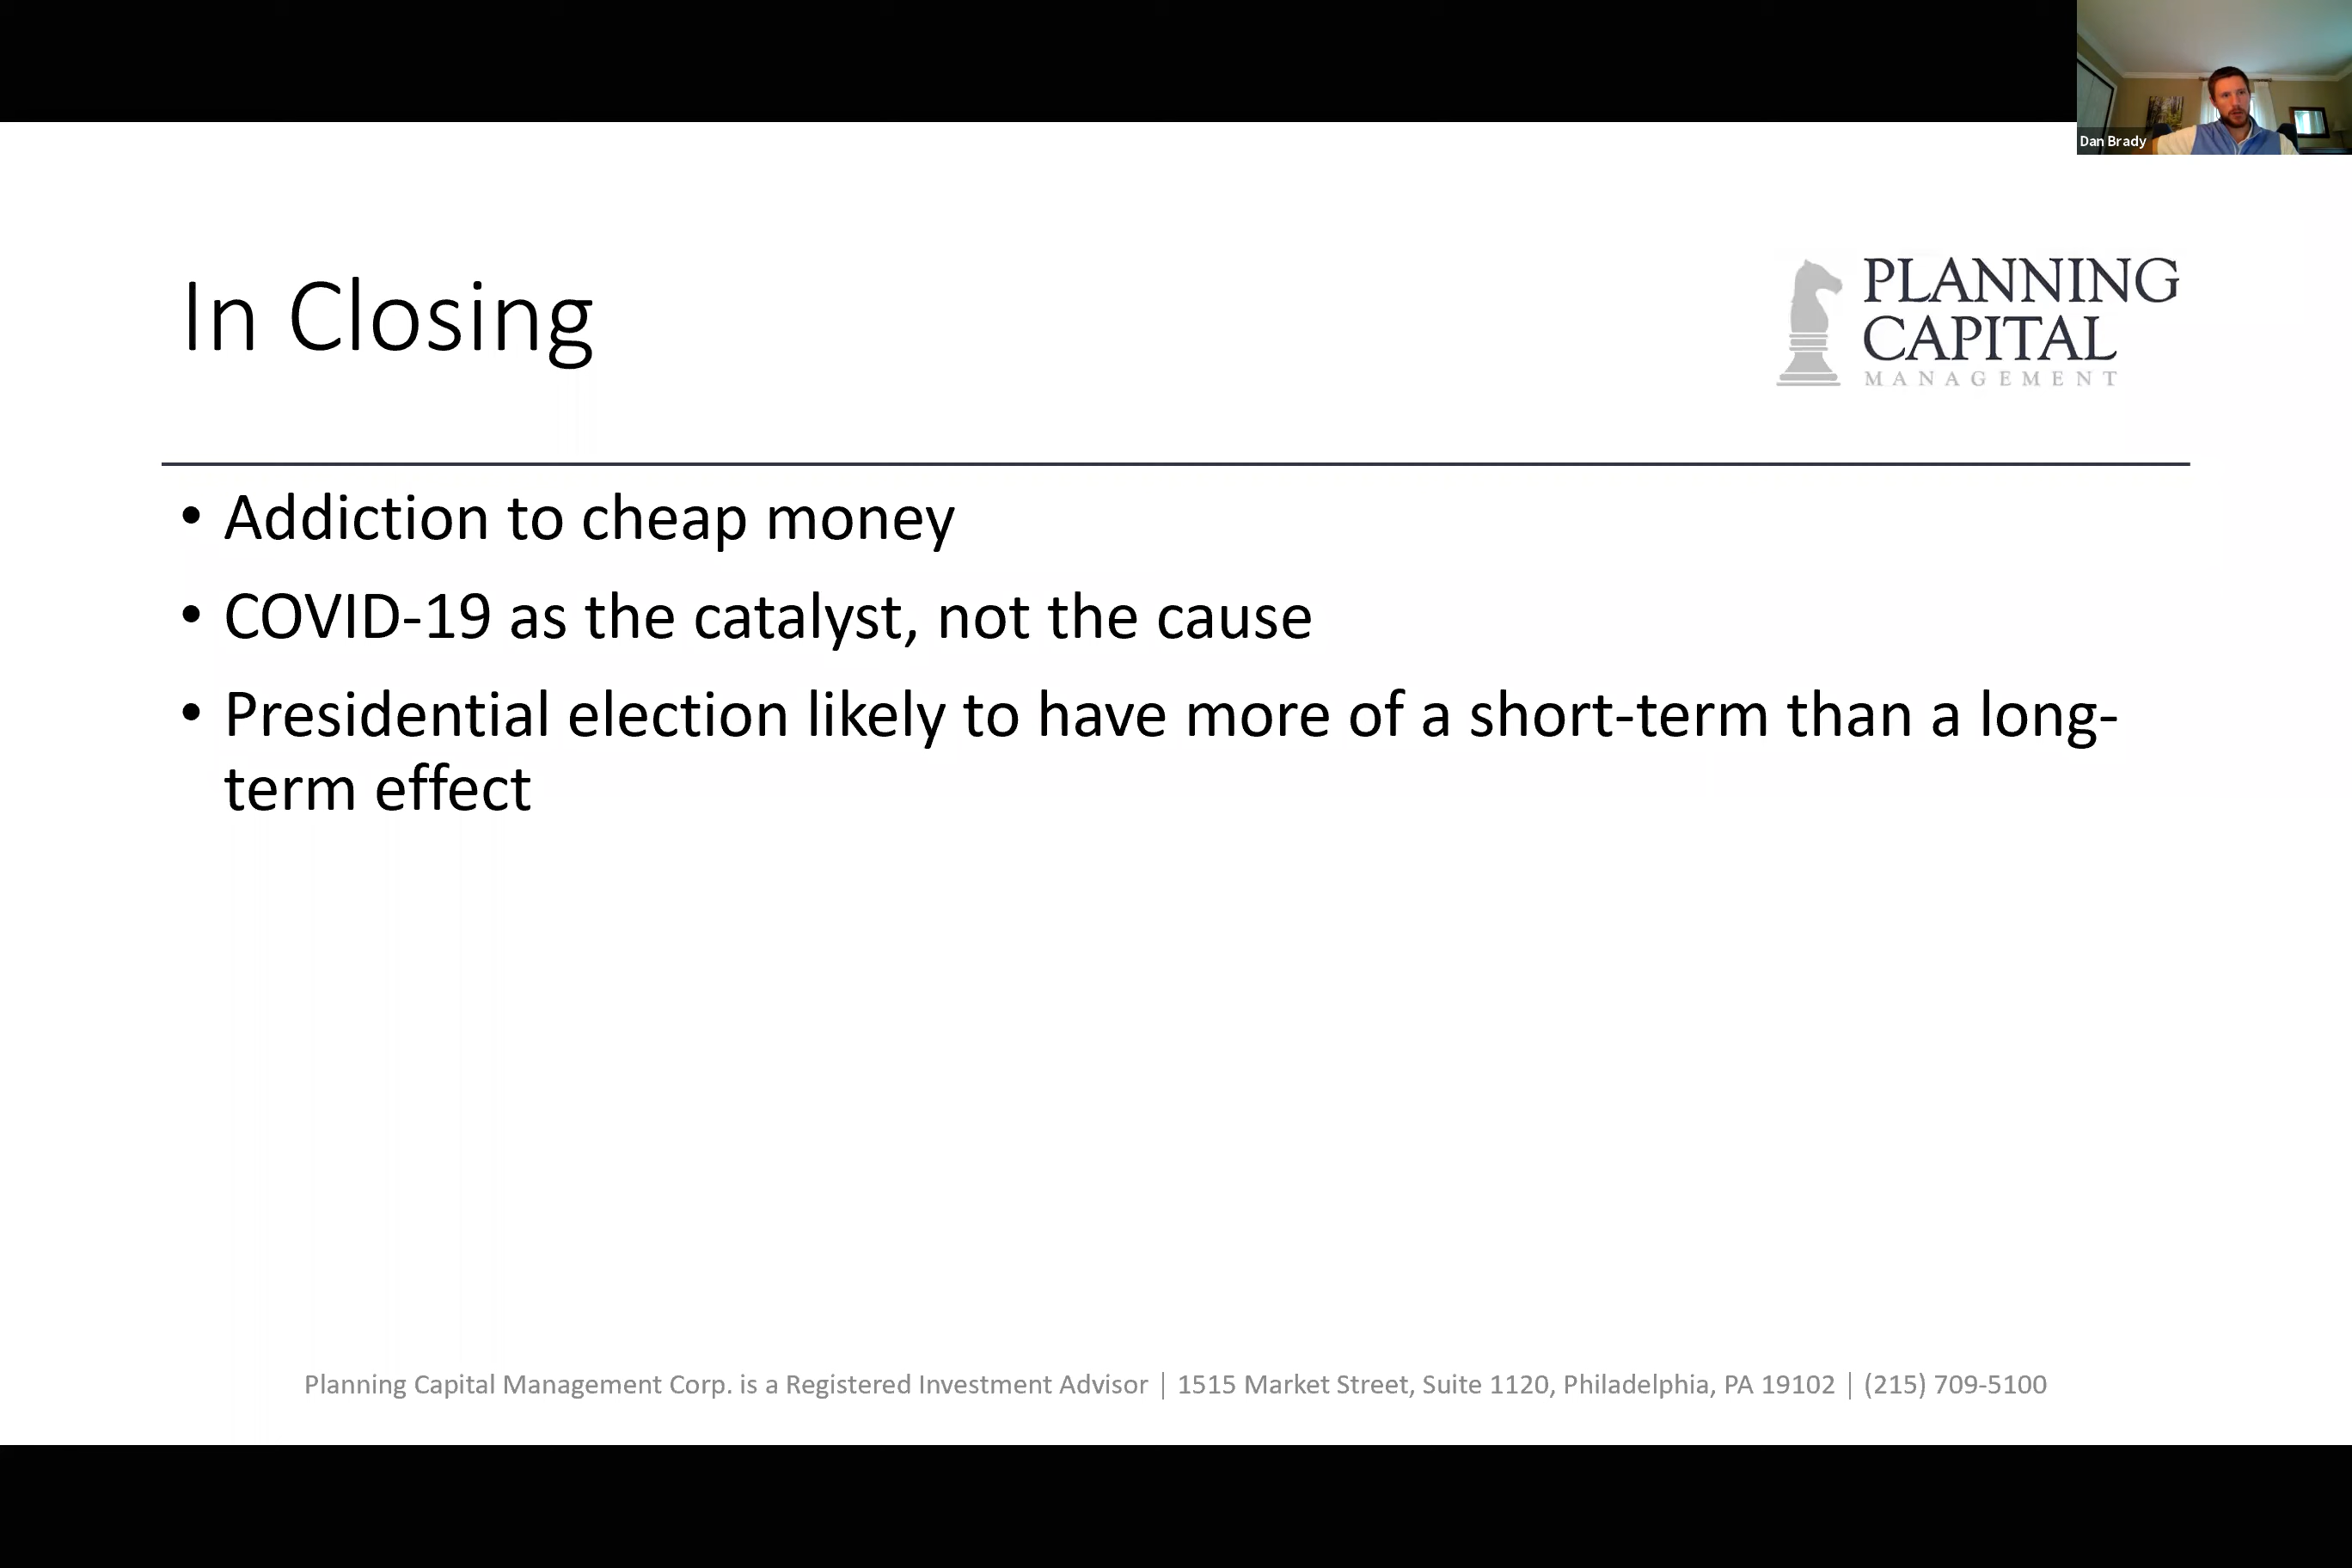 Dan Brady
In Closing
PLANNING
CAPITAL
MANAGEMENT
• Addiction to cheap money
• COVID-19 as the catalyst, not the cause
• Presidential election likely to have more of a short-term than a long-
term effect
Planning Capital Management Corp. is a Registered Investment Advisor | 1515 Market Street, Suite 1120, Philadelphia, PA 19102 | (215) 709-5100